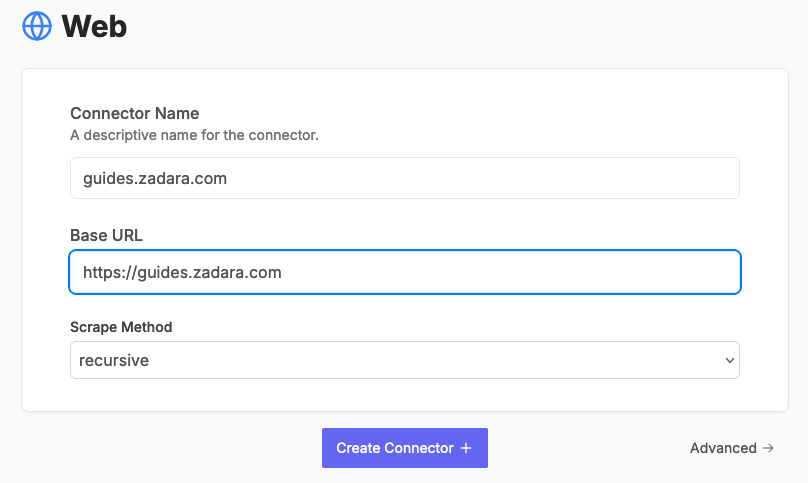 Web
Connector Name
A descriptive name for the connector.
guides.zadara.com
Base URL
https://guides.zadara.com
Scrape Method
recursive
Create Connector +
Advanced →